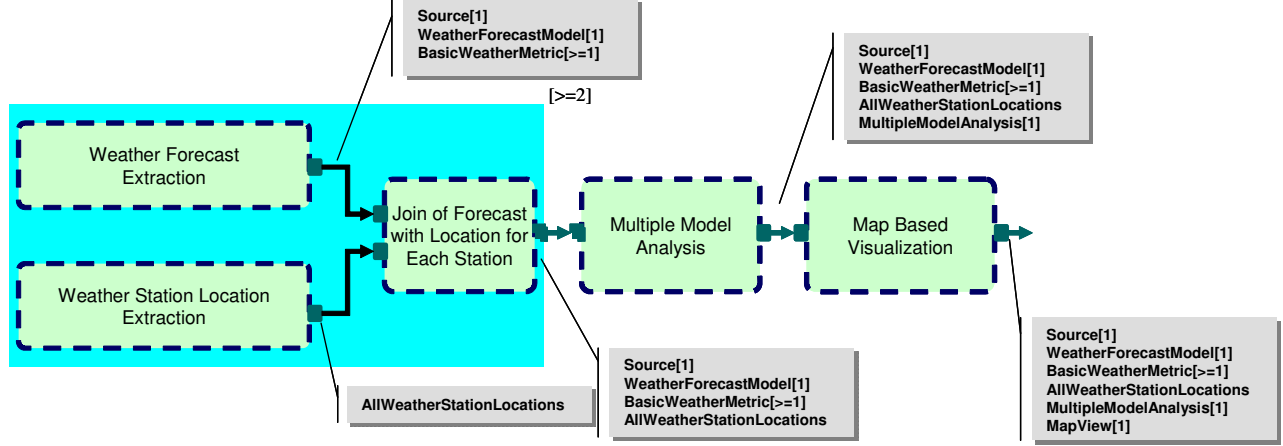 Source[1]
WeatherForecastModel[1]
BasicWeatherMetric[>=1]
[>=2]
Source[1]
WeatherForecastModel[1]
BasicWeatherMetric[>=1]
AllWeatherStationLocations
MultipleModelAnalysis[1]
Weather Forecast
Extraction
Weather Station Location
Extraction
Join of Forecast
with Location for
Each Station
Multiple Model
Analysis
Map Based
Visualization
AllWeatherStationLocations
Source[1]
WeatherForecastModel[1]
BasicWeatherMetric[>=1]
AllWeatherStationLocations
Source[1]
WeatherForecastModel[1]
BasicWeatherMetric[>=1]
AllWeatherStationLocations
MultipleModelAnalysis[1]
MapView[1]